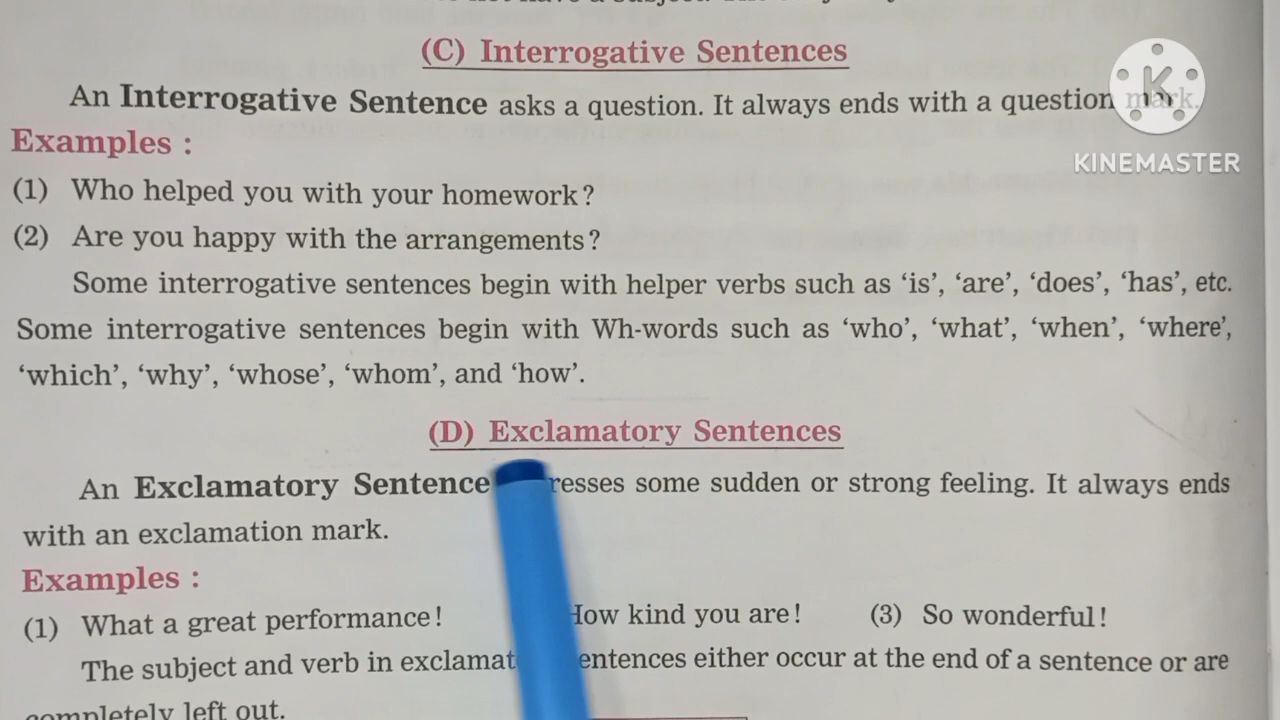 (C) Interrogative Sentences
An Interrogative Sentence asks a question. It always ends with a question mark.
KINEMASTER
Examples :
(1) Who helped you with your homework?
(2) Are you happy with the arrangements?
Some interrogative sentences begin with helper verbs such as ‘is’, ‘are’, ‘does’, ‘has’, etc.
Some interrogative sentences begin with Wh-words such as ‘who’, ‘what’, ‘when’, ‘where’,
‘which’, ‘why’, ‘whose’, ‘whom’, and ‘how’.
(D) Exclamatory Sentences
An Exclamatory Sentence some sudden or strong feeling. It always ends
with an exclamation mark.
Examples :
(1) What a great performance! How kind you are! (3) So wonderful!
The subject and verb in sentences either occur at the end of a sentence or are
completely left out.